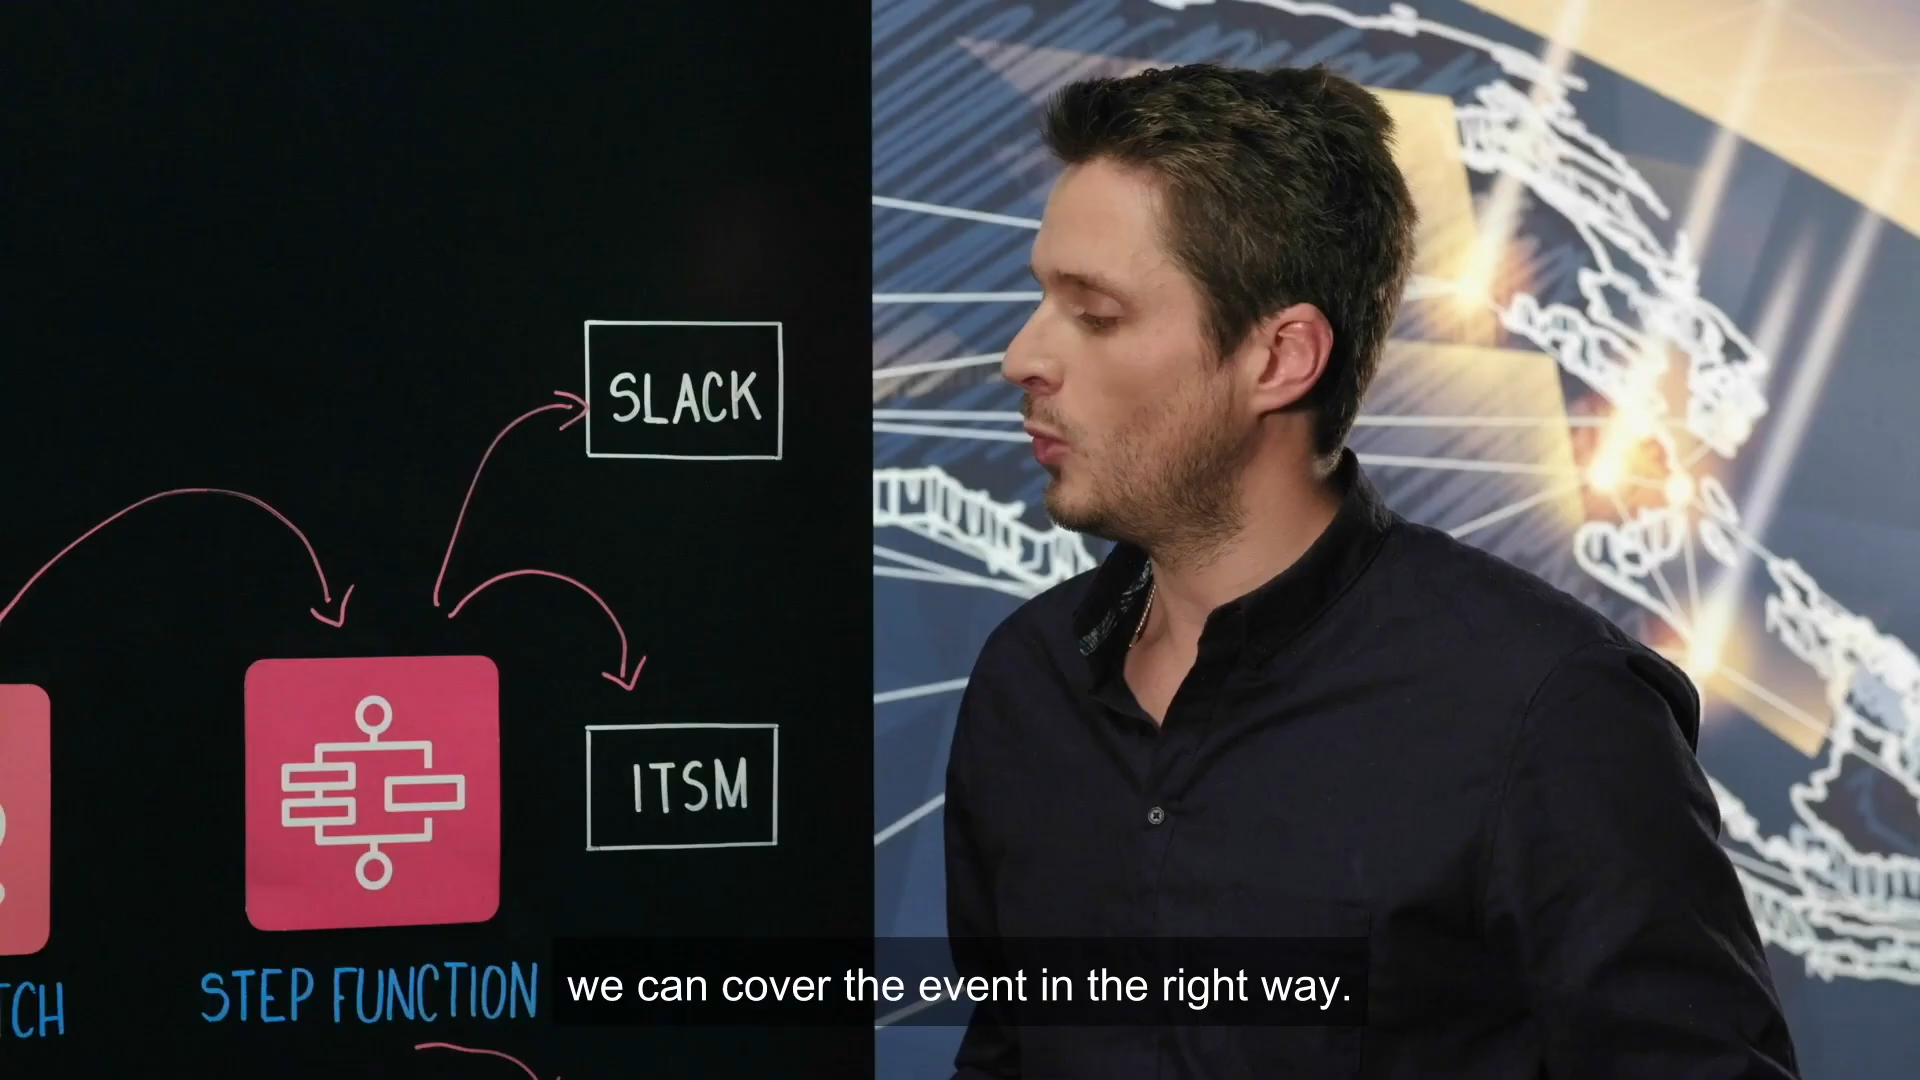 SLACK
ITSM
TCH
STEP FUNCTION
we can cover the event in the right way.